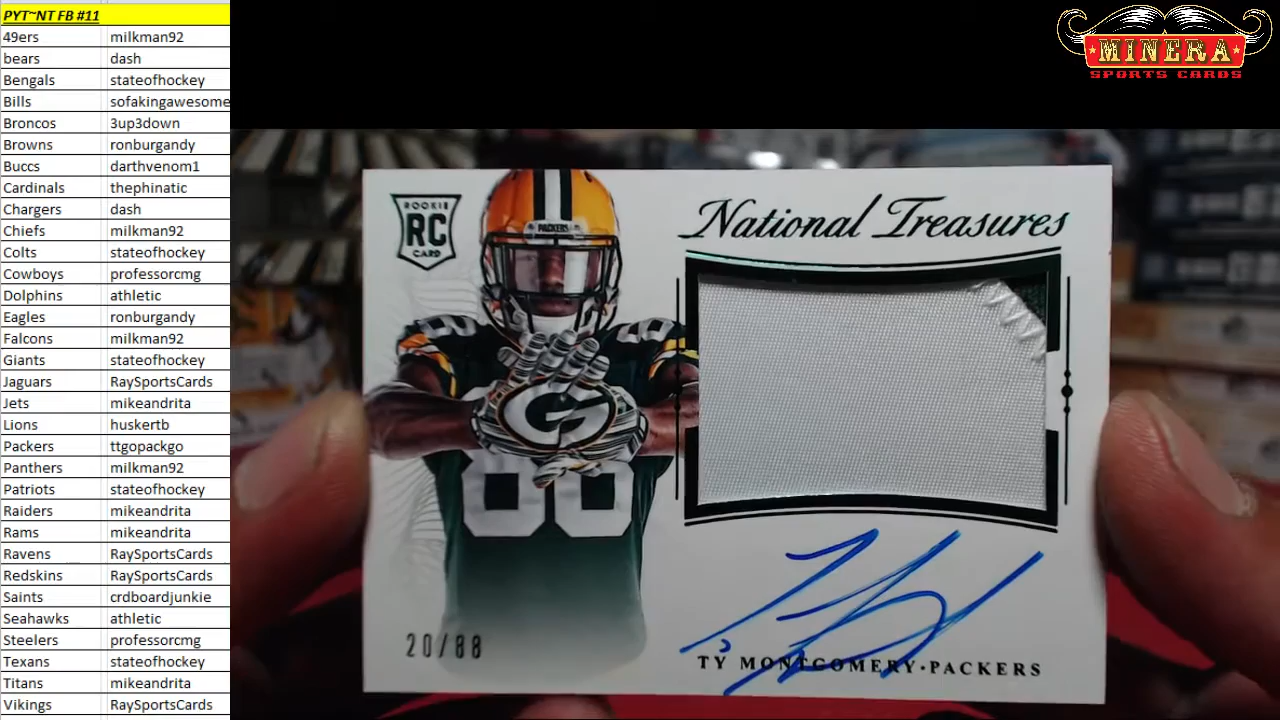 PYT~NT FB #11
49ers milkman92
bears dash
Bengals stateofhockey
Bills sofakingawesome
Broncos 3up3down
Browns ronburgandy
Buccs darthvenom1
Cardinals thephinatic
Chargers dash
Chiefs milkman92
Colts stateofhockey
Cowboys professorcmg
Dolphins athletic
Eagles ronburgandy
Falcons milkman92
Giants stateofhockey
Jaguars RaySportsCards
Jets mikeandrita
Lions huskertb
Packers ttgopackgo
Panthers milkman92
Patriots stateofhockey
Raiders mikeandrita
Rams mikeandrita
Ravens RaySportsCards
Redskins RaySportsCards
Saints crdboardjunkie
Seahawks athletic
Steelers professorcmg
Texans stateofhockey
Titans mikeandrita
Vikings RaySportsCards
MINERA
SPORTS CARDS
ROOKIE
RC
CARD
PACKERS
National Treasures
G
88
20/88
TY MONTGOMERY·PACKERS